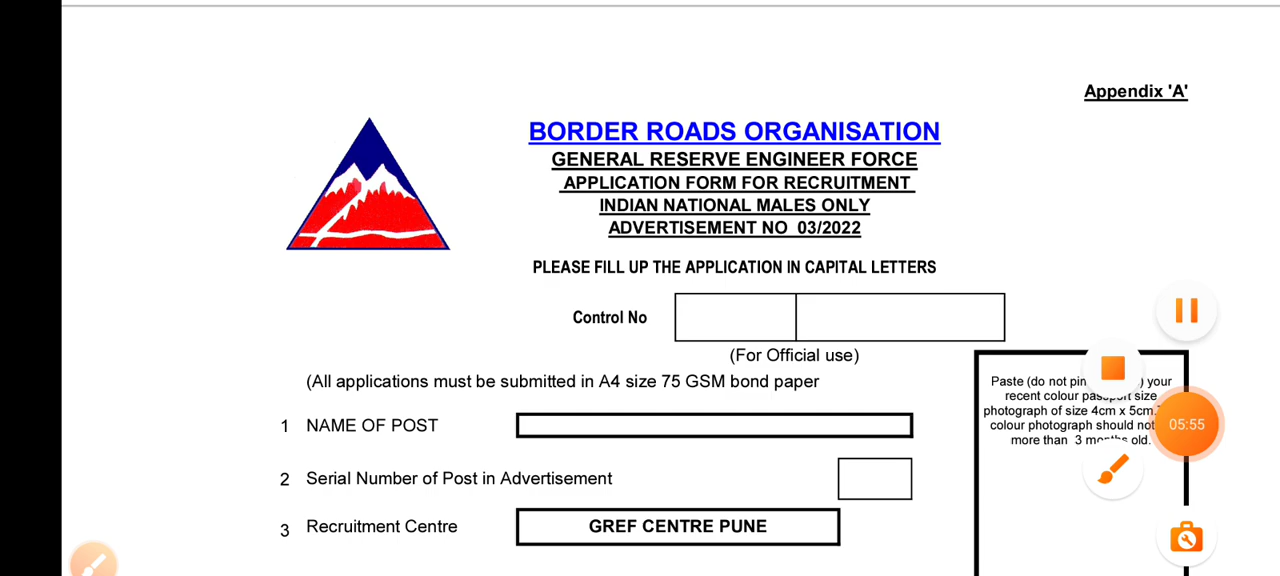 Appendix 'A'
BORDER ROADS ORGANISATION
GENERAL RESERVE ENGINEER FORCE
APPLICATION FORM FOR RECRUITMENT
INDIAN NATIONAL MALES ONLY
ADVERTISEMENT NO 03/2022
PLEASE FILL UP THE APPLICATION IN CAPITAL LETTERS
Control No
(For Official use)
(All applications must be submitted in A4 size 75 GSM bond paper
Paste (do not pin ) your
recent colour passport size
photograph of size 4cm x 5cm.
colour photograph should not
more than 3 months old.
05:55
1 NAME OF POST
2 Serial Number of Post in Advertisement
3 Recruitment Centre GREF CENTRE PUNE